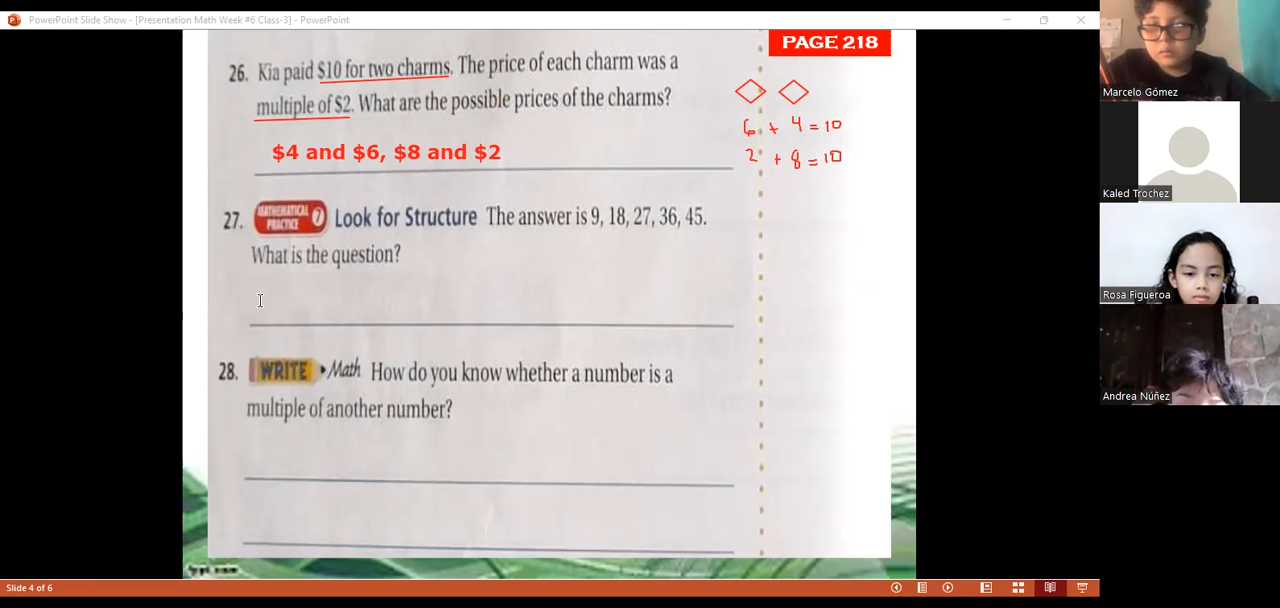 PowerPoint Slide Show - [Presentation Math Week #6 Class-3] - PowerPoint
PAGE 218
26. Kia paid $10 for two charms. The price of each charm was a
multiple of $2. What are the possible prices of the charms?
$4 and $6, $8 and $2
6 + 4 = 10
2 + 8 = 10
27. MATHEMATICAL PRACTICE 7 Look for Structure The answer is 9, 18, 27, 36, 45.
What is the question?
28. WRITE ▸Math How do you know whether a number is a
multiple of another number?
Marcelo Gómez
Kaled Trochez
Rosa Figueroa
Andrea Núñez
Slide 4 of 6